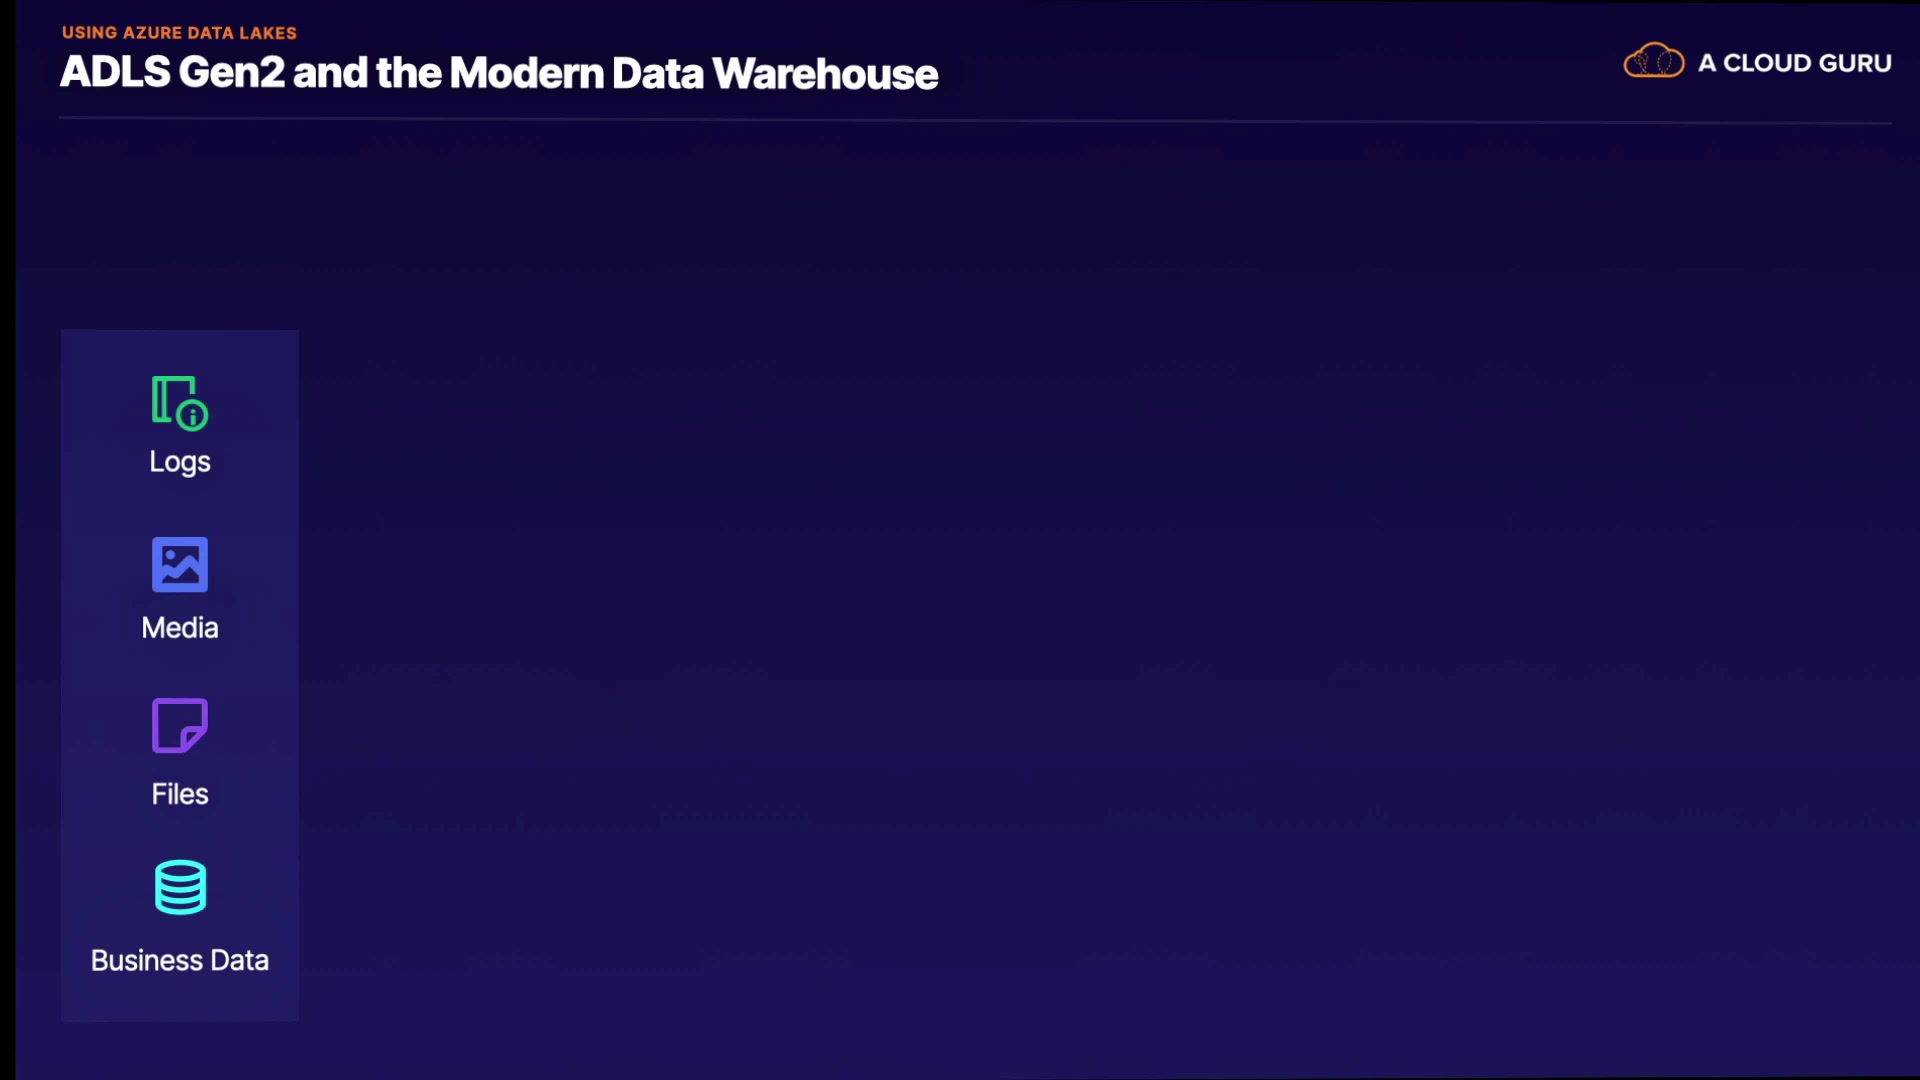 USING AZURE DATA LAKES
ADLS Gen2 and the Modern Data Warehouse
A CLOUD GURU
Logs
Media
Files
Business Data